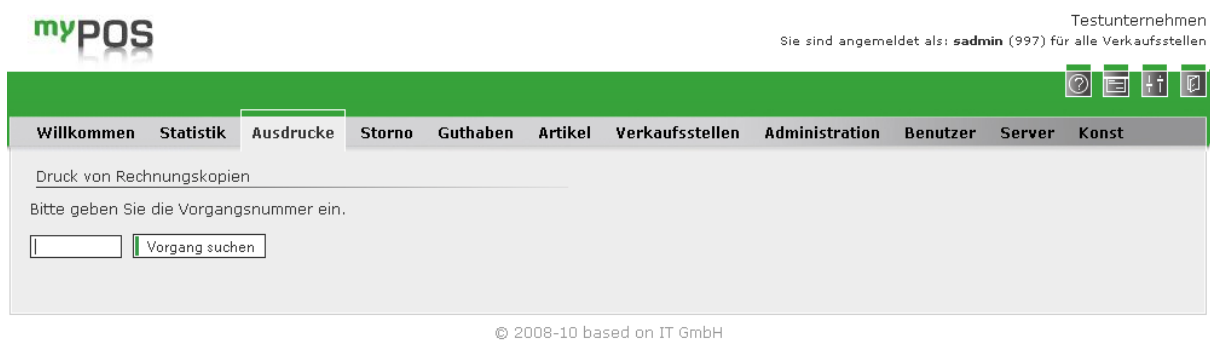 myPOS
Testunternehmen
Sie sind angemeldet als: sadmin (997) für alle Verkaufsstellen
Willkommen Statistik Ausdrucke Storno Guthaben Artikel Verkaufsstellen Administration Benutzer Server Konst
Druck von Rechnungskopien
Bitte geben Sie die Vorgangsnummer ein.
Vorgang suchen
© 2008-10 based on IT GmbH